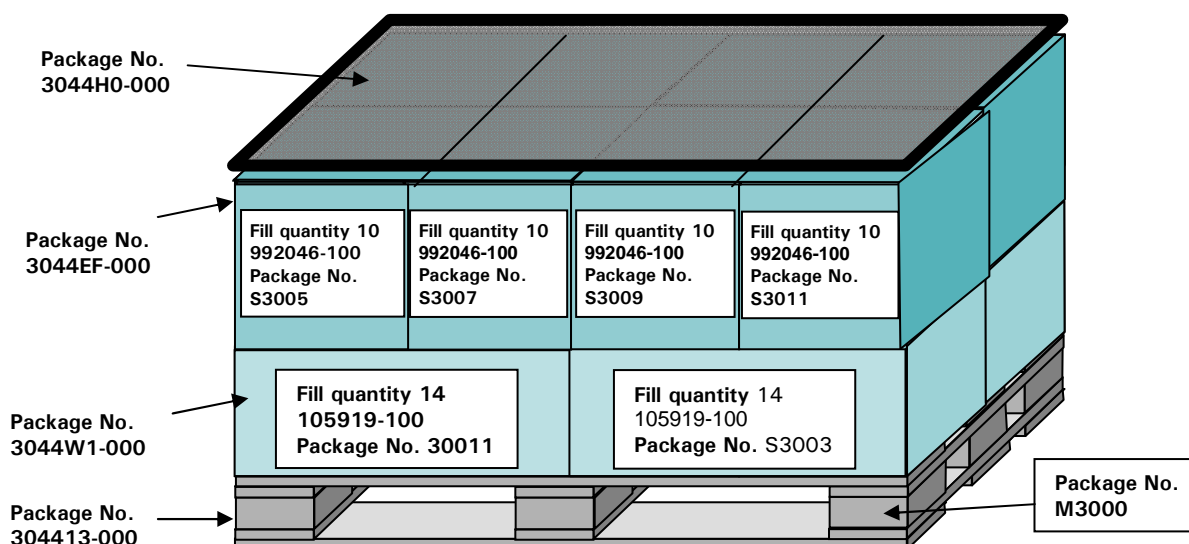 Package No.
3044H0-000
Package No.
3044EF-000
Fill quantity 10
992046-100
Package No.
S3005
Fill quantity 10
992046-100
Package No.
S3007
Fill quantity 10
992046-100
Package No.
S3009
Fill quantity 10
992046-100
Package No.
S3011
Package No.
3044W1-000
Fill quantity 14
105919-100
Package No. 30011
Fill quantity 14
105919-100
Package No. S3003
Package No.
304413-000
Package No.
M3000